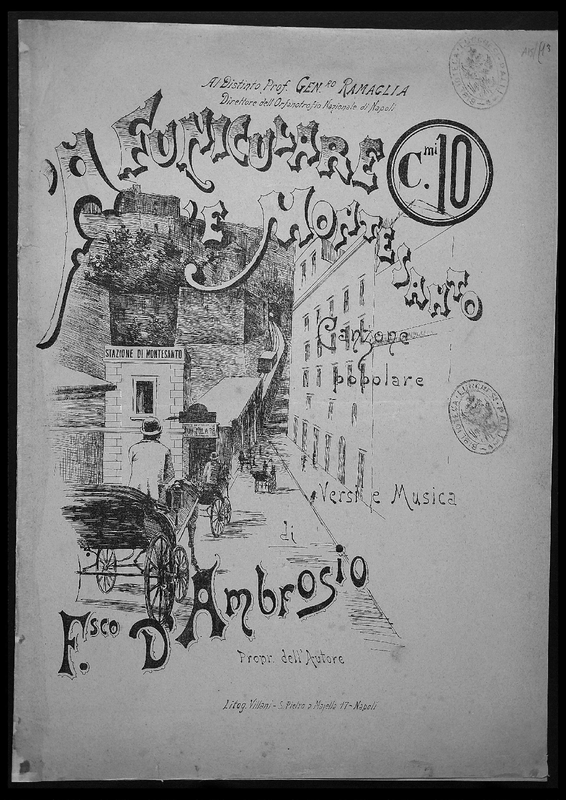 Al Distinto Prof. GEN.RO RAMAGLIA
Direttore dell'Orfanotrofio Nazionale di Napoli
'A FUNICULARE
'E MONTESANTO
C.mi 10
Canzone
popolare
STAZIONE DI MONTESANTO
Versi e Musica
di
F.sco D'Ambrosio
Propr. dell'Autore
Litog. Villani - S. Pietro a Majella 17 - Napoli